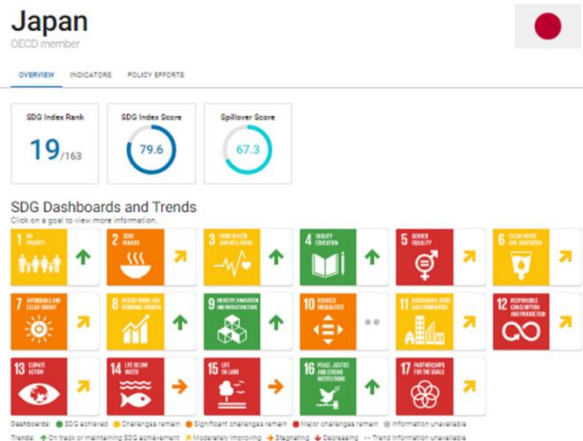 Japan
OECD member
OVERVIEW INDICATORS POLICY EFFORTS
SDG Index Rank
19/163
SDG Index Score
79.6
Spillover Score
67.3
SDG Dashboards and Trends
Click on a goal to view more information.
1 NO POVERTY
2 ZERO HUNGER
3 GOOD HEALTH AND WELL-BEING
4 QUALITY EDUCATION
5 GENDER EQUALITY
6 CLEAN WATER AND SANITATION
7 AFFORDABLE AND CLEAN ENERGY
8 DECENT WORK AND ECONOMIC GROWTH
9 INDUSTRY, INNOVATION AND INFRASTRUCTURE
10 REDUCED INEQUALITIES
11 SUSTAINABLE CITIES AND COMMUNITIES
12 RESPONSIBLE CONSUMPTION AND PRODUCTION
13 CLIMATE ACTION
14 LIFE BELOW WATER
15 LIFE ON LAND
16 PEACE, JUSTICE AND STRONG INSTITUTIONS
17 PARTNERSHIPS FOR THE GOALS
Dashboards: SDG achieved Challenges remain Significant challenges remain Major challenges remain Information unavailable
Trends: On track or maintaining SDG achievement Moderately improving Stagnating Decreasing Trend information unavailable